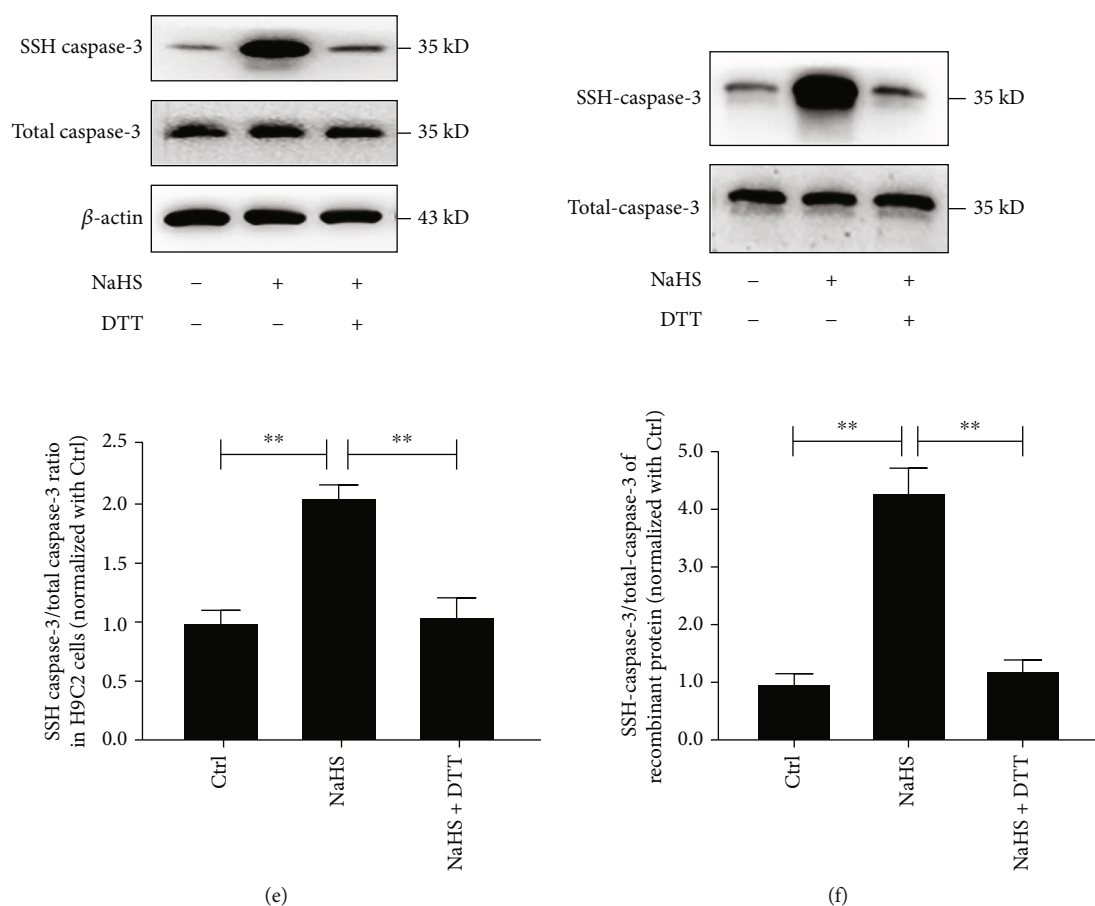 SSH caspase-3
35 kD
Total caspase-3
35 kD
β-actin
43 kD
NaHS − + +
DTT − − +
SSH-caspase-3
35 kD
Total-caspase-3
35 kD
NaHS − + +
DTT − − +
SSH caspase-3/total caspase-3 ratio
in H9C2 cells (normalized with Ctrl)
2.5
2.0
1.5
1.0
0.5
0.0
** **
Ctrl
NaHS
NaHS + DTT
(e)
SSH-caspase-3/total-caspase-3 of
recombinant protein (normalized with Ctrl)
5.0
4.0
3.0
2.0
1.0
0.0
** **
Ctrl
NaHS
NaHS + DTT
(f)